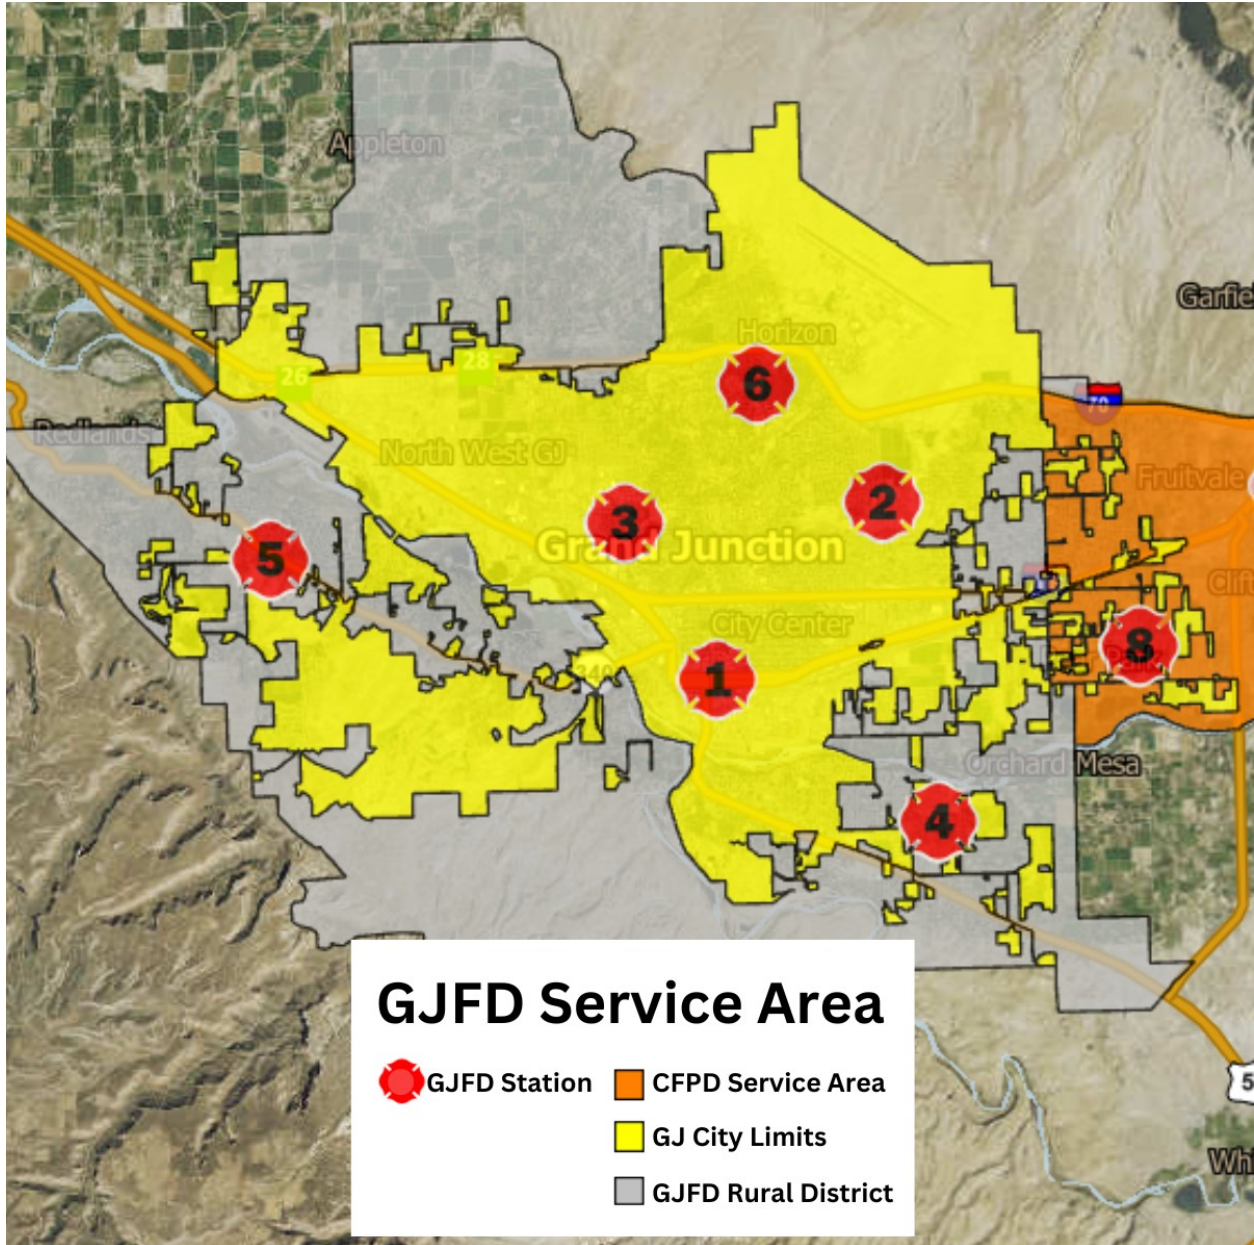 Appleton
Garfie
Horizon
6
28
26
70
Redlands
North West GJ
Fruitvale
2
3
Grand Junction
5
Clift
City Center
8
340
1
Orchard Mesa
4
GJFD Service Area
GJFD Station
CFPD Service Area
GJ City Limits
GJFD Rural District
5
Whi